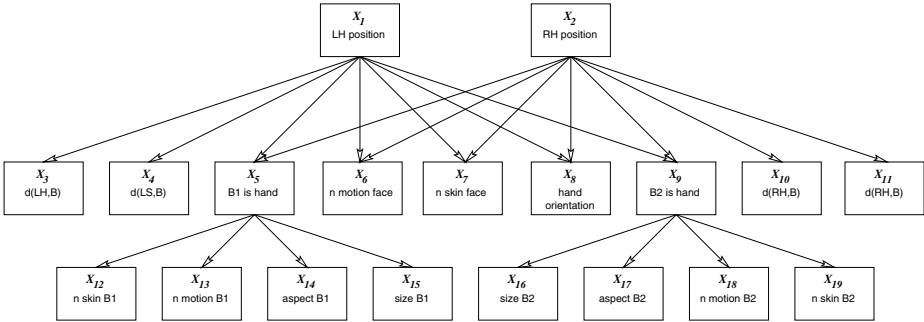 X1
LH position
X2
RH position
X3
d(LH,B)
X4
d(LS,B)
X5
B1 is hand
X6
n motion face
X7
n skin face
X8
hand
orientation
X9
B2 is hand
X10
d(RH,B)
X11
d(RH,B)
X12
n skin B1
X13
n motion B1
X14
aspect B1
X15
size B1
X16
size B2
X17
aspect B2
X18
n motion B2
X19
n skin B2